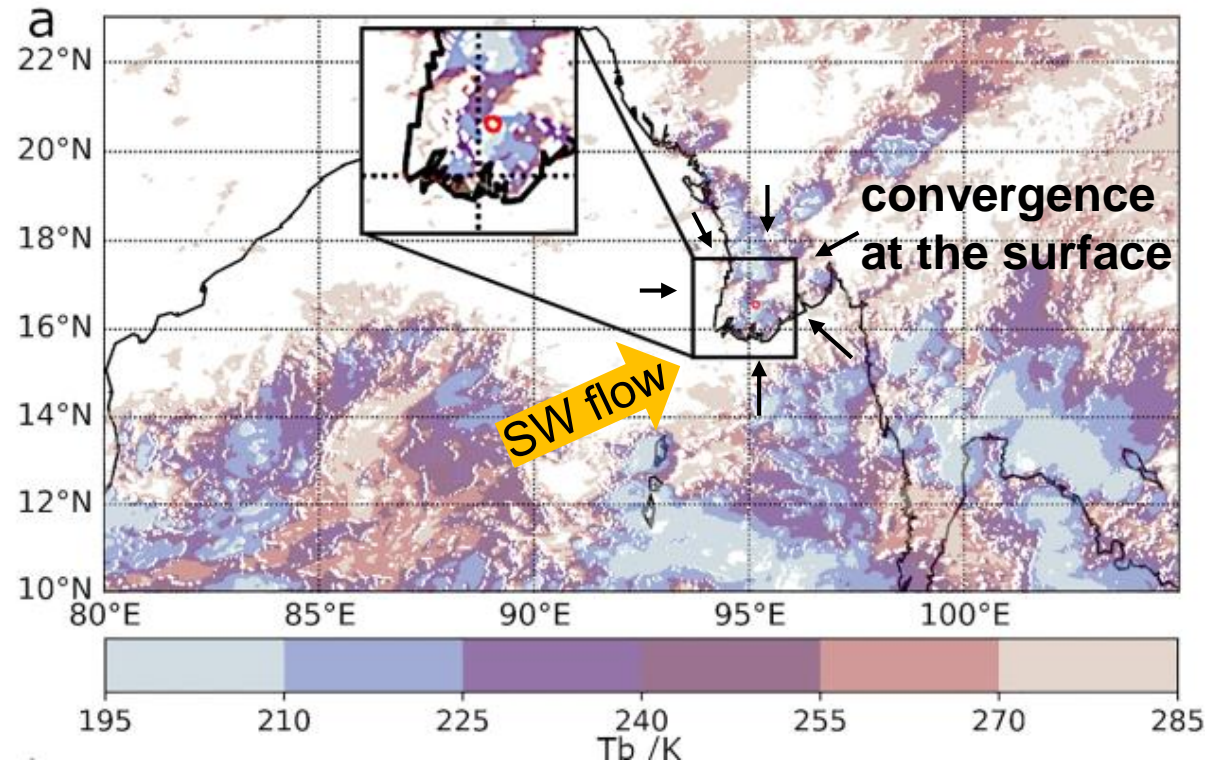 a
22°N
20°N
convergence
18°N
at the surface
16°N
SW flow
14°N
12°N
10°N
80°E 85°E 90°E 95°E 100°E
195 210 225 240 255 270 285
Tb /K